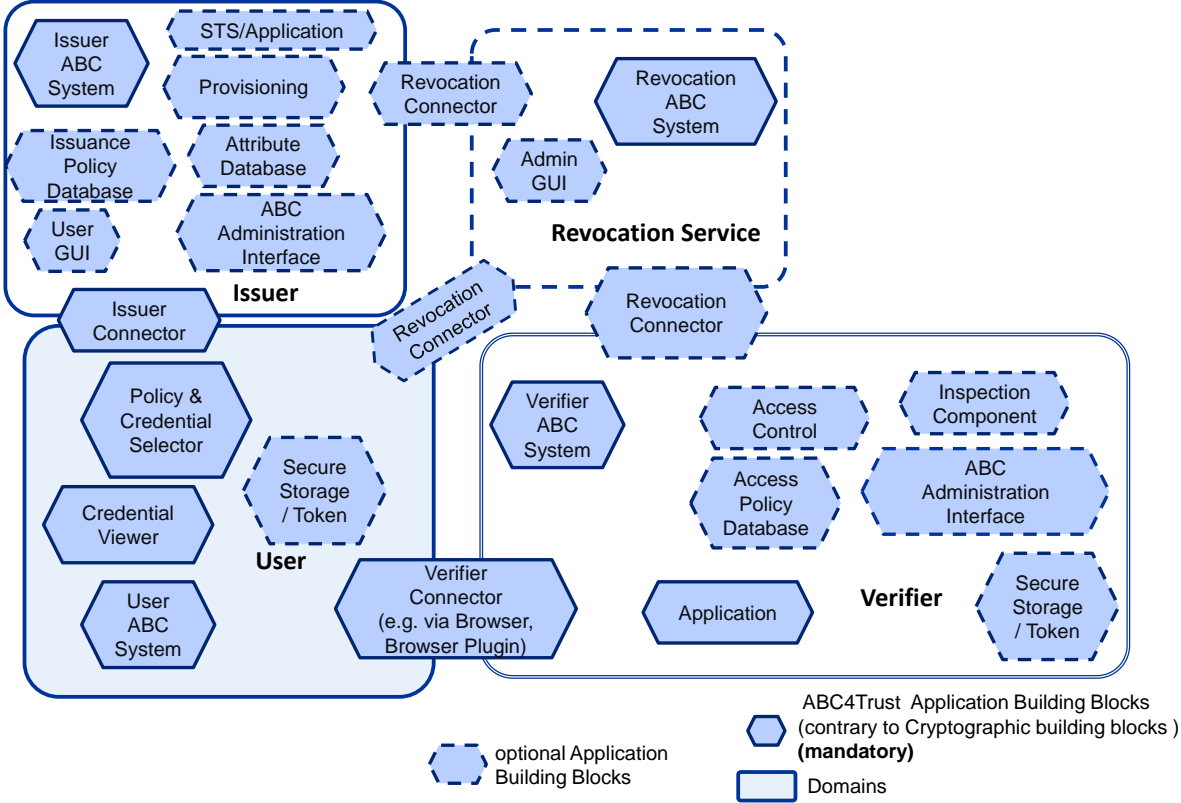 STS/Application
Issuer
ABC
System
Provisioning
Revocation
Connector
Revocation
ABC
System
Issuance
Policy
Database
Attribute
Database
Admin
GUI
User
GUI
ABC
Administration
Interface
Revocation Service
Issuer
Issuer
Connector
Revocation
Connector
Revocation
Connector
Policy &
Credential
Selector
Verifier
ABC
System
Access
Control
Inspection
Component
Secure
Storage
/ Token
Access
Policy
Database
ABC
Administration
Interface
Credential
Viewer
User
Verifier
Connector
(e.g. via Browser,
Browser Plugin)
User
ABC
System
Application
Verifier
Secure
Storage
/ Token
optional Application
Building Blocks
ABC4Trust Application Building Blocks
(contrary to Cryptographic building blocks )
(mandatory)
Domains